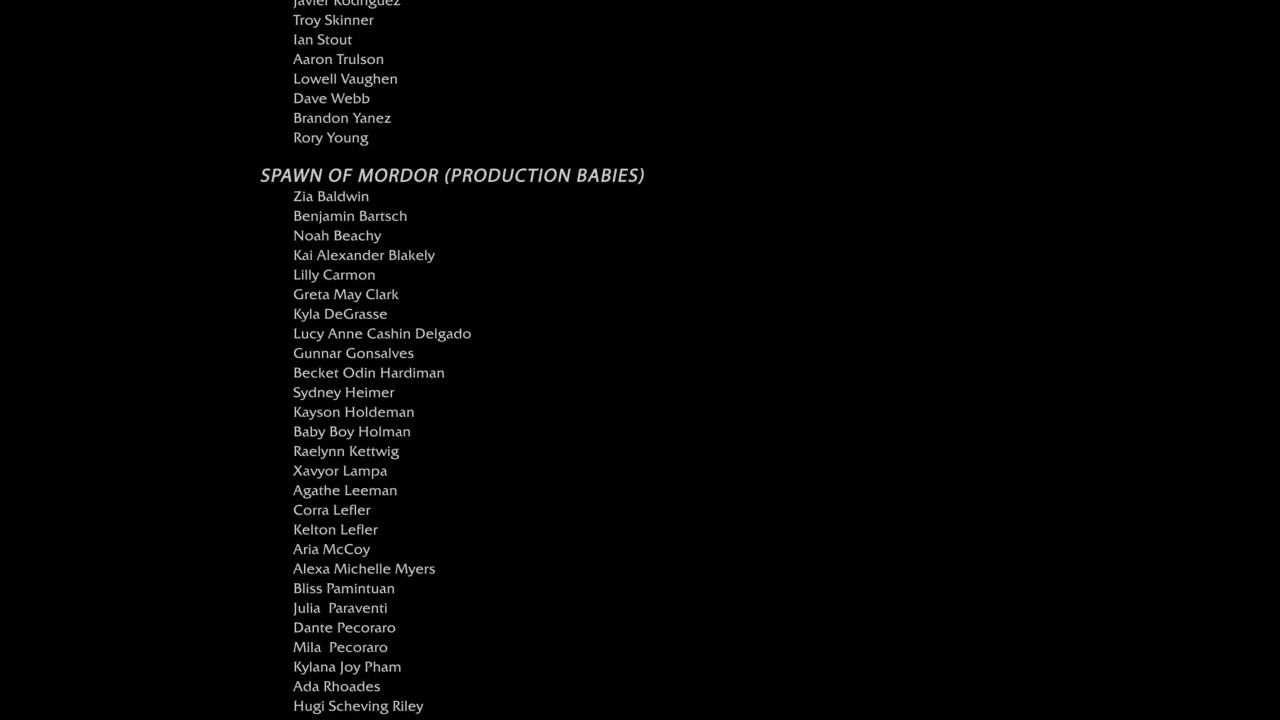 Javier Rodriguez
Troy Skinner
Ian Stout
Aaron Trulson
Lowell Vaughen
Dave Webb
Brandon Yanez
Rory Young
SPAWN OF MORDOR (PRODUCTION BABIES)
Zia Baldwin
Benjamin Bartsch
Noah Beachy
Kai Alexander Blakely
Lilly Carmon
Greta May Clark
Kyla DeGrasse
Lucy Anne Cashin Delgado
Gunnar Gonsalves
Becket Odin Hardiman
Sydney Heimer
Kayson Holdeman
Baby Boy Holman
Raelynn Kettwig
Xavyor Lampa
Agathe Leeman
Corra Lefler
Kelton Lefler
Aria McCoy
Alexa Michelle Myers
Bliss Pamintuan
Julia  Paraventi
Dante Pecoraro
Mila  Pecoraro
Kylana Joy Pham
Ada Rhoades
Hugi Scheving Riley